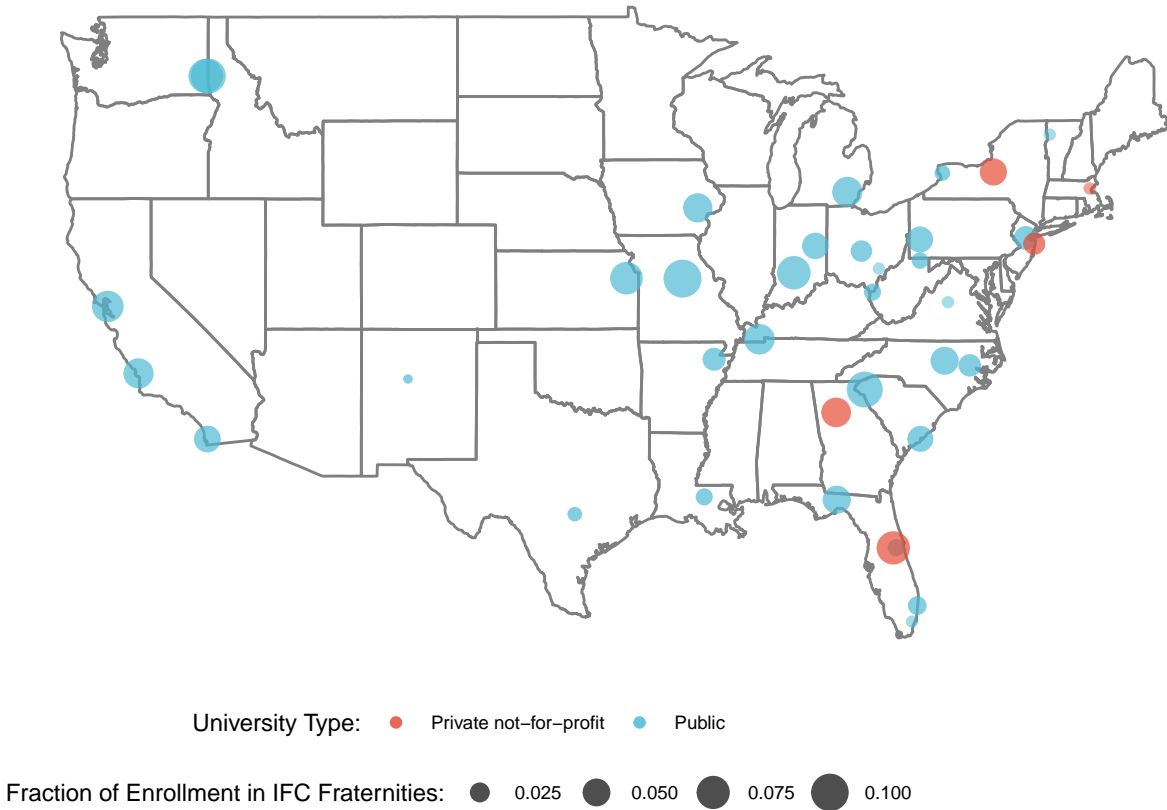 University Type: Private not−for−profit Public
Fraction of Enrollment in IFC Fraternities: 0.025 0.050 0.075 0.100